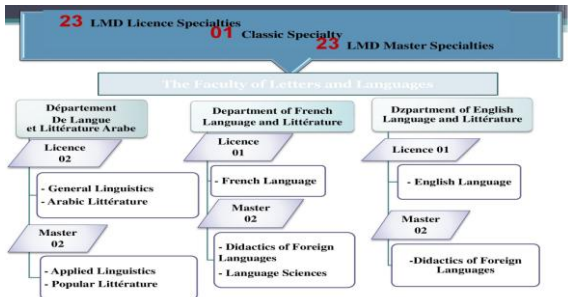 23 LMD Licence Specialties
01 Classic Specialty
23 LMD Master Specialties
The Faculty of Letters and Languages
Département
De Langue
et Littérature Arabe
Licence
02
- General Linguistics
- Arabic Littérature
Master
02
- Applied Linguistics
- Popular Littérature
Department of French
Language and Littérature
Licence
01
- French Language
Master
02
- Didactics of Foreign
Languages
- Language Sciences
Dzpartment of English
Language and Littérature
Licence 01
- English Language
Master
02
-Didactics of Foreign
Languages